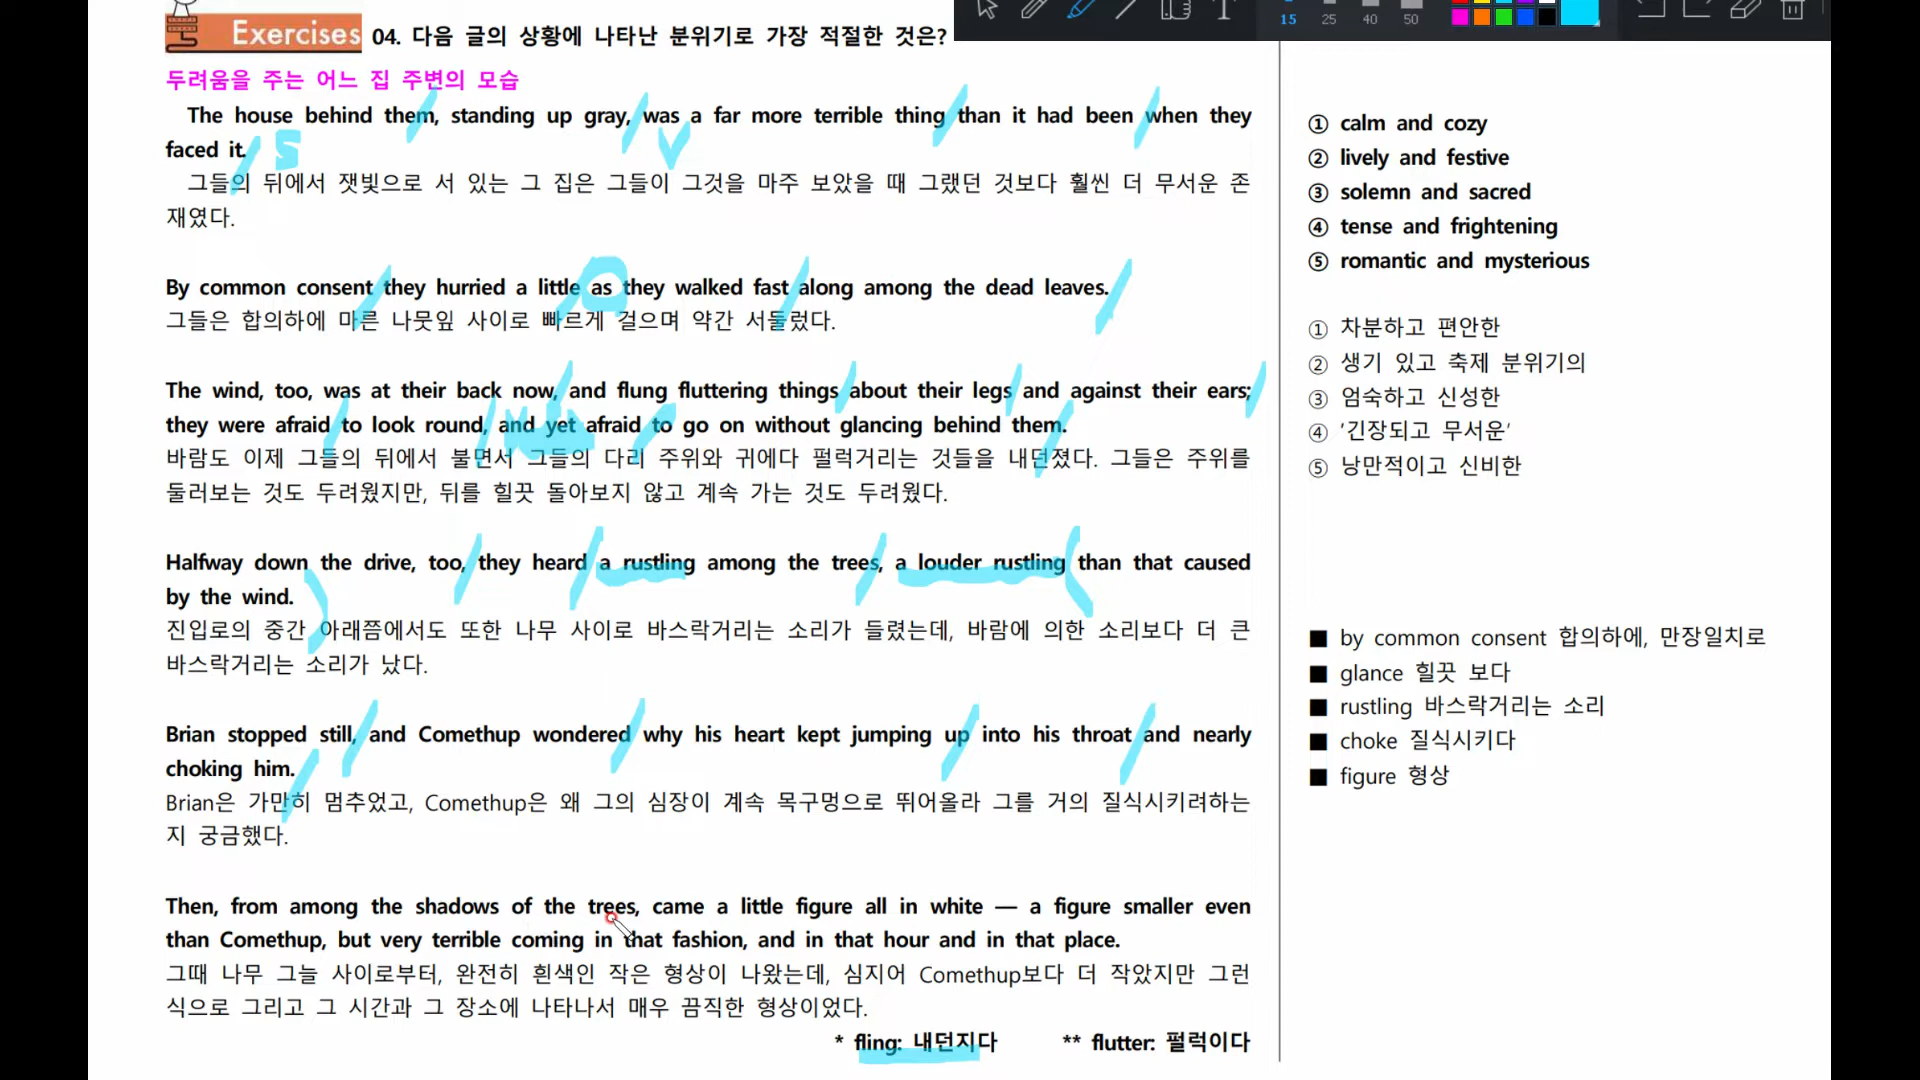 Exercises 04. 다음 글의 상황에 나타난 분위기로 가장 적절한 것은?
두려움을 주는 어느 집 주변의 모습
The house behind them, standing up gray, was a far more terrible thing than it had been when they
faced it.
S
V
그들의 뒤에서 잿빛으로 서 있는 그 집은 그들이 그것을 마주 보았을 때 그랬던 것보다 훨씬 더 무서운 존
재였다.
By common consent they hurried a little as they walked fast along among the dead leaves.
그들은 합의하에 마른 나뭇잎 사이로 빠르게 걸으며 약간 서둘렀다.
The wind, too, was at their back now, and flung fluttering things about their legs and against their ears;
they were afraid to look round, and yet afraid to go on without glancing behind them.
바람도 이제 그들의 뒤에서 불면서 그들의 다리 주위와 귀에다 펄럭거리는 것들을 내던졌다. 그들은 주위를
둘러보는 것도 두려웠지만, 뒤를 힐끗 돌아보지 않고 계속 가는 것도 두려웠다.
Halfway down the drive, too, they heard a rustling among the trees, a louder rustling than that caused
by the wind.
진입로의 중간 아래쯤에서도 또한 나무 사이로 바스락거리는 소리가 들렸는데, 바람에 의한 소리보다 더 큰
바스락거리는 소리가 났다.
Brian stopped still, and Comethup wondered why his heart kept jumping up into his throat and nearly
choking him.
Brian은 가만히 멈추었고, Comethup은 왜 그의 심장이 계속 목구멍으로 뛰어올라 그를 거의 질식시키려하는
지 궁금했다.
Then, from among the shadows of the trees, came a little figure all in white — a figure smaller even
than Comethup, but very terrible coming in that fashion, and in that hour and in that place.
그때 나무 그늘 사이로부터, 완전히 흰색인 작은 형상이 나왔는데, 심지어 Comethup보다 더 작았지만 그런
식으로 그리고 그 시간과 그 장소에 나타나서 매우 끔직한 형상이었다.
* fling: 내던지다 ** flutter: 펄럭이다
15 25 40 50
① calm and cozy
② lively and festive
③ solemn and sacred
④ tense and frightening
⑤ romantic and mysterious
① 차분하고 편안한
② 생기 있고 축제 분위기의
③ 엄숙하고 신성한
④ '긴장되고 무서운'
⑤ 낭만적이고 신비한
■ by common consent 합의하에, 만장일치로
■ glance 힐끗 보다
■ rustling 바스락거리는 소리
■ choke 질식시키다
■ figure 형상